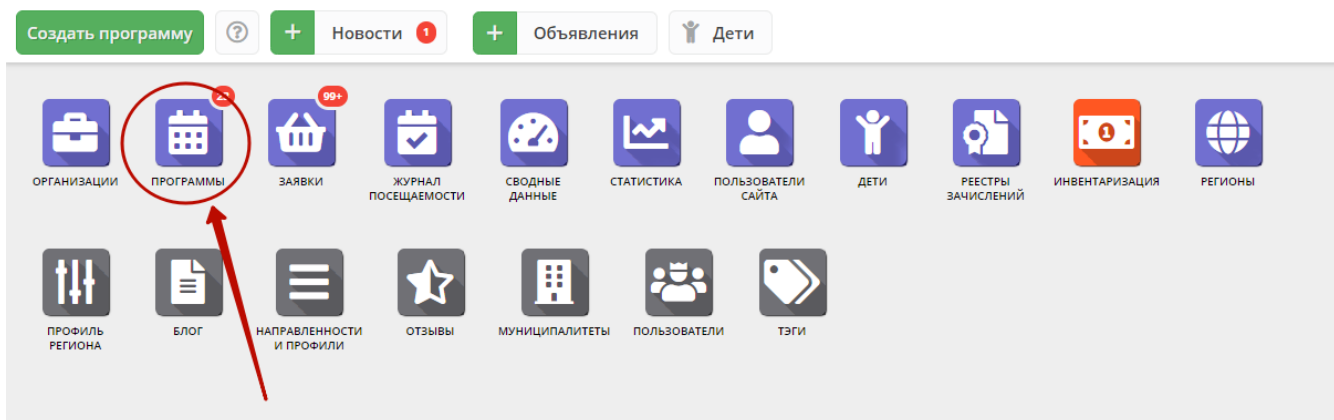 Создать программу ? + Новости 1 + Объявления Дети
99+
1
ОРГАНИЗАЦИИ ПРОГРАММЫ ЗАЯВКИ ЖУРНАЛ СВОДНЫЕ СТАТИСТИКА ПОЛЬЗОВАТЕЛИ ДЕТИ РЕЕСТРЫ ИНВЕНТАРИЗАЦИЯ РЕГИОНЫ
ПОСЕЩАЕМОСТИ ДАННЫЕ САЙТА ЗАЧИСЛЕНИЙ
ПРОФИЛЬ БЛОГ НАПРАВЛЕННОСТИ ОТЗЫВЫ МУНИЦИПАЛИТЕТЫ ПОЛЬЗОВАТЕЛИ ТЭГИ
РЕГИОНА И ПРОФИЛИ